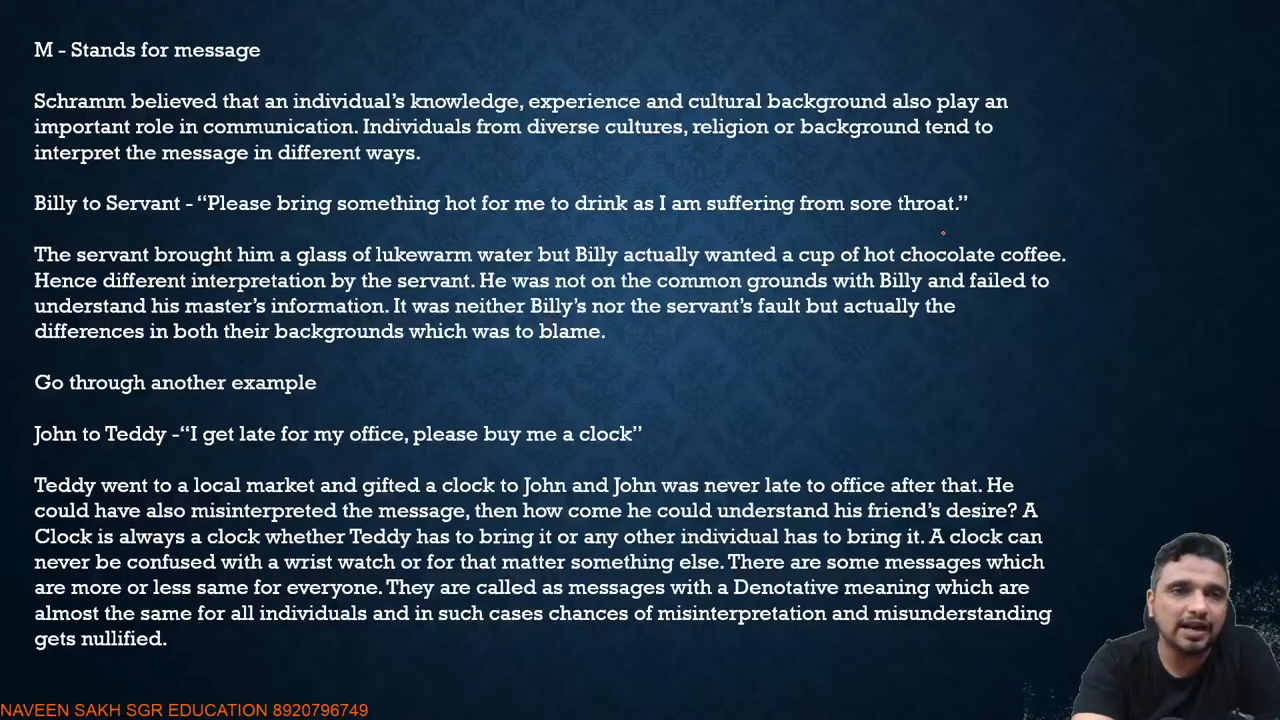 M - Stands for message
Schramm believed that an individual’s knowledge, experience and cultural background also play an
important role in communication. Individuals from diverse cultures, religion or background tend to
interpret the message in different ways.
Billy to Servant - “Please bring something hot for me to drink as I am suffering from sore throat.”
The servant brought him a glass of lukewarm water but Billy actually wanted a cup of hot chocolate coffee.
Hence different interpretation by the servant. He was not on the common grounds with Billy and failed to
understand his master’s information. It was neither Billy’s nor the servant’s fault but actually the
differences in both their backgrounds which was to blame.
Go through another example
John to Teddy -“I get late for my office, please buy me a clock”
Teddy went to a local market and gifted a clock to John and John was never late to office after that. He
could have also misinterpreted the message, then how come he could understand his friend’s desire? A
Clock is always a clock whether Teddy has to bring it or any other individual has to bring it. A clock can
never be confused with a wrist watch or for that matter something else. There are some messages which
are more or less same for everyone. They are called as messages with a Denotative meaning which are
almost the same for all individuals and in such cases chances of misinterpretation and misunderstanding
gets nullified.
NAVEEN SAKH SGR EDUCATION 8920796749